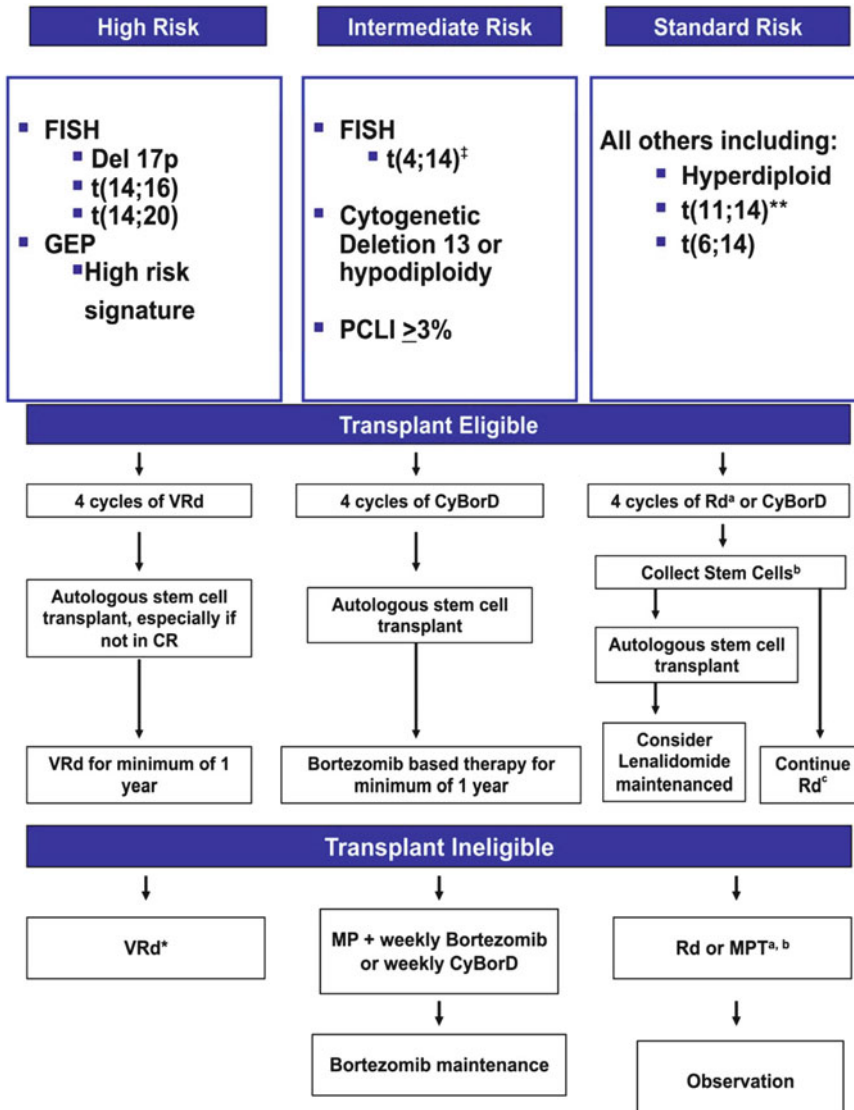 High Risk
Intermediate Risk
Standard Risk
▪ FISH
▪ Del 17p
▪ t(14;16)
▪ t(14;20)
▪ GEP
▪High risk
signature
▪ FISH
▪ t(4;14)‡
▪ Cytogenetic
Deletion 13 or
hypodiploidy
▪ PCLI ≥3%
All others including:
▪ Hyperdiploid
▪ t(11;14)**
▪ t(6;14)
Transplant Eligible
4 cycles of VRd
4 cycles of CyBorD
4 cycles of Rdᵃ or CyBorD
Collect Stem Cellsᵇ
Autologous stem cell
transplant, especially if
not in CR
Autologous stem cell
transplant
Autologous stem cell
transplant
VRd for minimum of 1
year
Bortezomib based therapy for
minimum of 1 year
Consider
Lenalidomide
maintenanced
Continue
Rdᶜ
Transplant Ineligible
VRd*
MP + weekly Bortezomib
or weekly CyBorD
Rd or MPTᵃ, ᵇ
Bortezomib maintenance
Observation